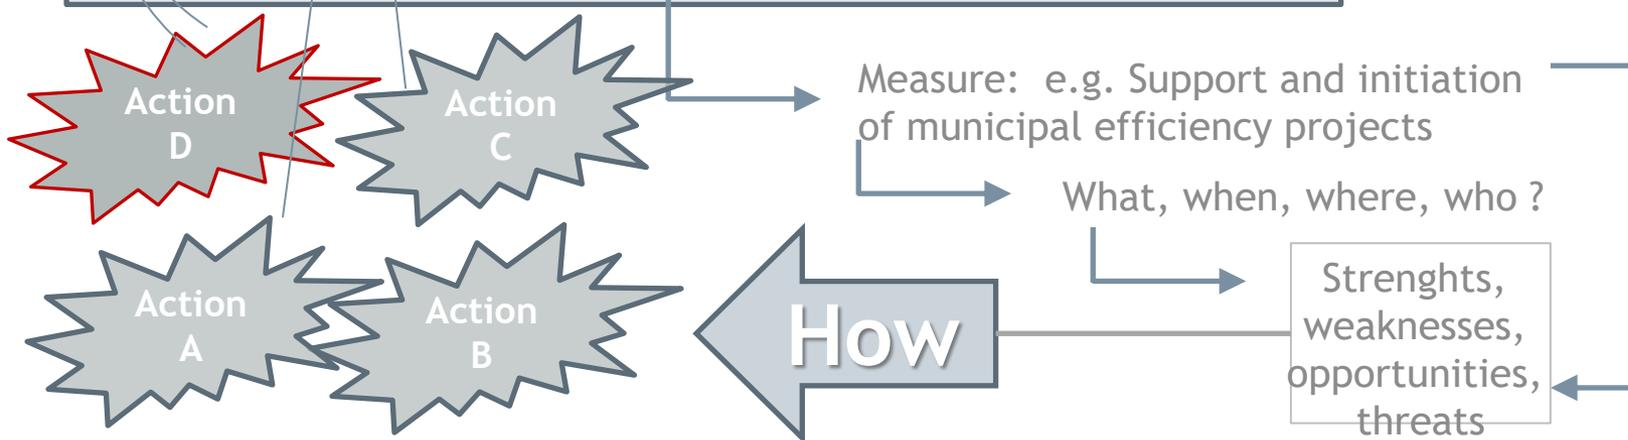 Action
D
Action
C
Measure:  e.g. Support and initiation
of municipal efficiency projects
What, when, where, who ?
Action
A
Action
B
How
Strenghts,
weaknesses,
opportunities,
threats